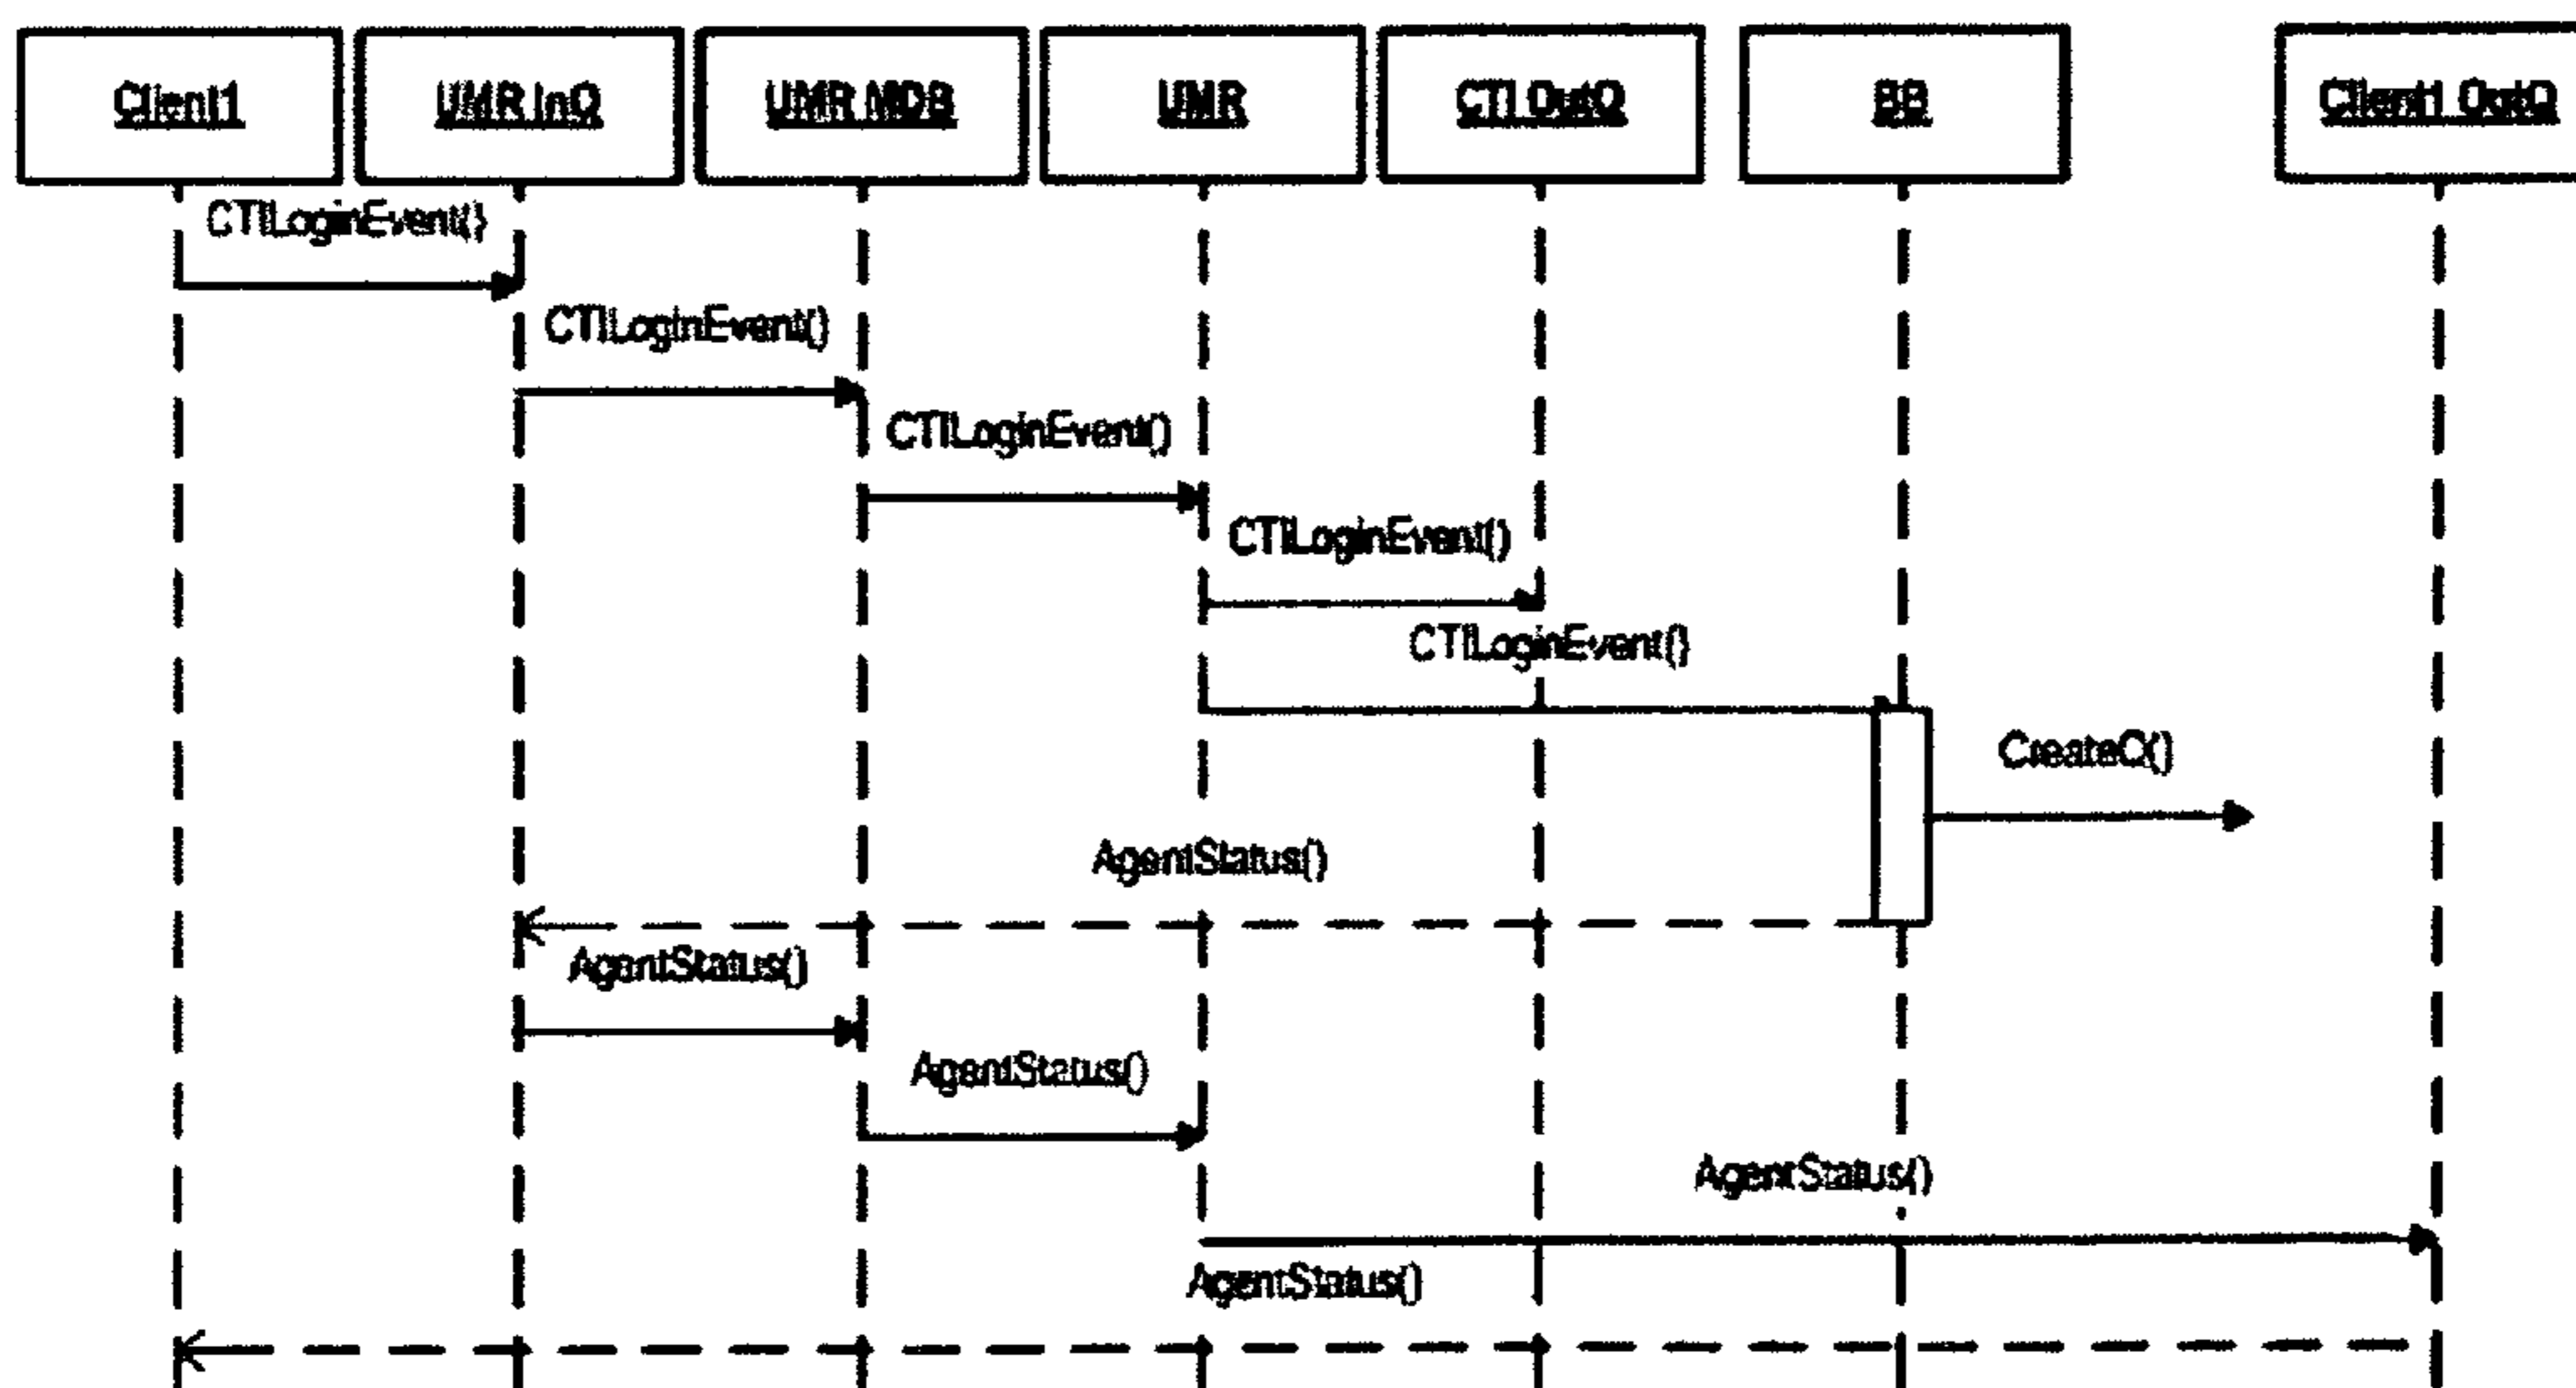 Client1
UMR InQ
UMR MDB
UMR
CTI OutQ
BB
Client1 OutQ
CTILoginEvent()
CTILoginEvent()
CTILoginEvent()
CTILoginEvent()
CTILoginEvent()
CreateQ()
AgentStatus()
AgentStatus()
AgentStatus()
AgentStatus()
AgentStatus()